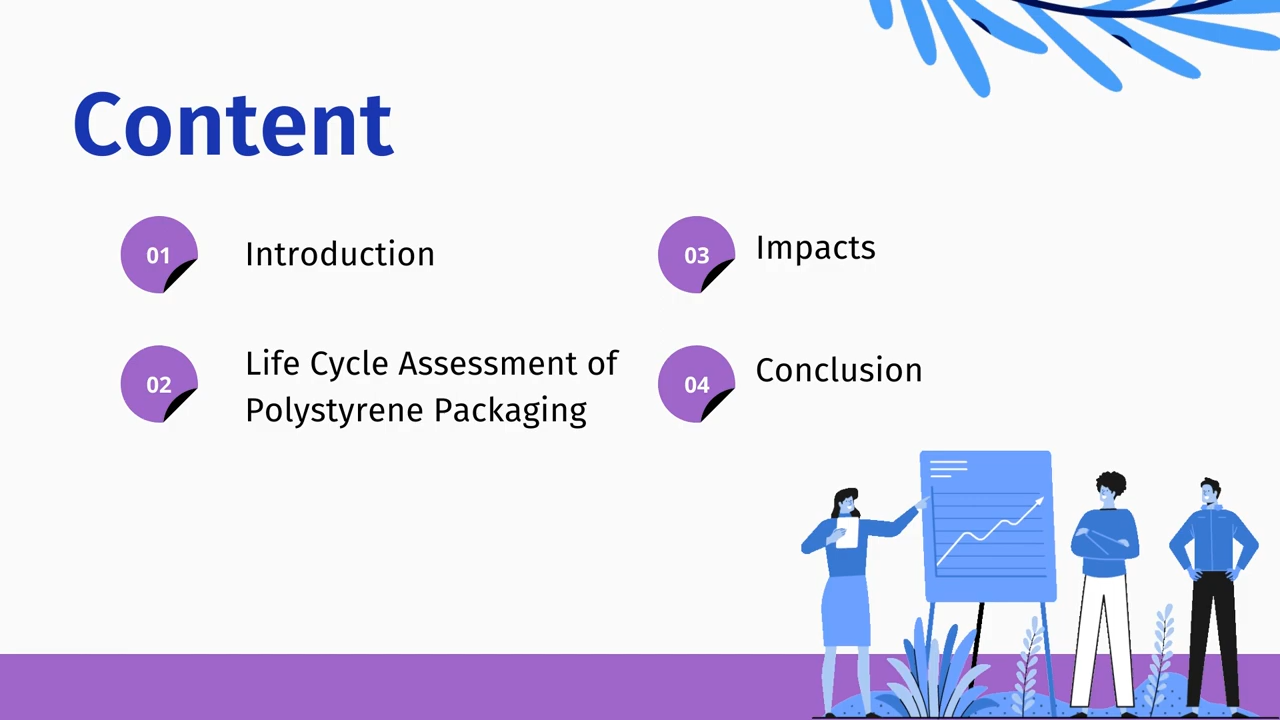 Content
01
Introduction
02
Life Cycle Assessment of
Polystyrene Packaging
03
Impacts
04
Conclusion